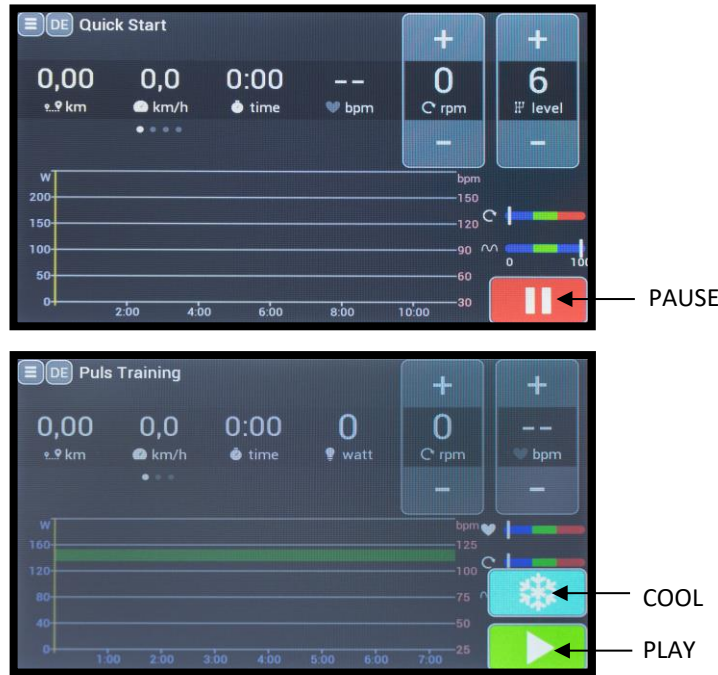 DE Quick Start
+ +
0,00 0,0 0:00 -- 0 6
km km/h time bpm rpm level
- -
W bpm
200 150
150 120
100 90
50 60
0 30
0 100
2:00 4:00 6:00 8:00 10:00
PAUSE
DE Puls Training
+ +
0,00 0,0 0:00 0 0 --
km km/h time watt rpm bpm
- -
W bpm
160 125
120 100
80 75
COOL
40 50
0 25
PLAY
1:00 2:00 3:00 4:00 5:00 6:00 7:00